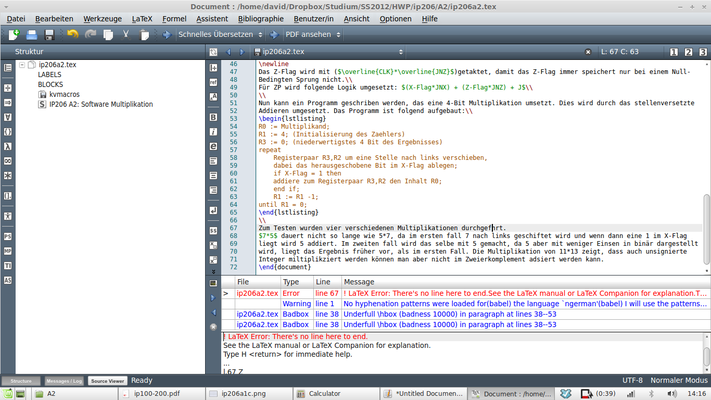 Document : /home/david/Dropbox/Studium/SS2012/HWP/ip206/A2/ip206a2.tex
Datei Bearbeiten Werkzeuge LaTeX Format Assistent Bibliographie Benutzer/in Ansicht Optionen Hilfe
Schnelles Übersetzen PDF ansehen
Struktur ip206a2.tex L: 67 C: 63 1 2 3
ip206a2.tex
LABELS
BLOCKS
kvmacros
IP206 A2: Software Multiplikation
46 \newline
47 Das Z-Flag wird mit ($\overline{CLK}*\overline{JNZ}$)getaktet, damit das Z-Flag immer speichert nur bei einem Null-
48 Bedingten Sprung nicht.\\
49 Für ZP wird folgende Logik umgesetzt: $(X-Flag*JNX) + (Z-Flag*JNZ) + J$\\
50 \\
51 Nun kann ein Programm geschrieben werden, das eine 4-Bit Multiplikation umsetzt. Dies wird durch das stellenversetzte
52 Addieren umgesetzt. Das Programm ist folgend aufgebaut:\\
53 \begin{lstlisting}
54 R0 := Multiplikand;
55 R1 := 4; (Initialisierung des Zaehlers)
56 R3 := 0; (niederwertigstes 4 Bit des Ergebnisses)
57 repeat
58 Registerpaar R3,R2 um eine Stelle nach links verschieben,
59 dabei das herausgeschobene Bit im X-Flag ablegen;
60 if X-Flag = 1 then
61 addiere zum Registerpaar R3,R2 den Inhalt R0;
62 end if;
63 R1 := R1 -1;
64 until R1 = 0;
65 \end{lstlisting}
66 \\
67 Zum Testen wurden vier verschiedenen Multiplikationen durchgefürt.
68 $7*5$ dauert nicht so lange wie 5*7, da im ersten fall 7 nach links geschiftet wird und wenn dann eine 1 im X-Flag
69 liegt wird 5 addiert. Im zweiten fall wird das selbe mit 5 gemacht, da 5 aber mit weniger Einsen in binär dargestellt
70 wird, liegt das Ergebnis früher vor, als im ersten Fall. Die Multiplikation von 11*13 zeigt, dass auch unsignierte
71 Integer multiplikziert werden können man aber nicht im Zweierkomplement adsiert werden kann.
72 \end{document}
File Type Line Message
> ip206a2.tex Error line 67 ! LaTeX Error: There's no line here to end.See the LaTeX manual or LaTeX Companion for explanation.T...
Warning line 1 No hyphenation patterns were loaded for(babel) the language `ngerman'(babel) I will use the patterns...
ip206a2.tex Badbox line 38 Underfull \hbox (badness 10000) in paragraph at lines 38--53
ip206a2.tex Badbox line 38 Underfull \hbox (badness 10000) in paragraph at lines 38--53
! LaTeX Error: There's no line here to end.
See the LaTeX manual or LaTeX Companion for explanation.
Type H <return> for immediate help.
...
l.67 Z
Structure Messages / Log Source Viewer Ready UTF-8 Normaler Modus
A2 ip100-200.pdf ip206a1c.png Calculator *Untitled Documen... Document : /home/... (0:39) 14:16